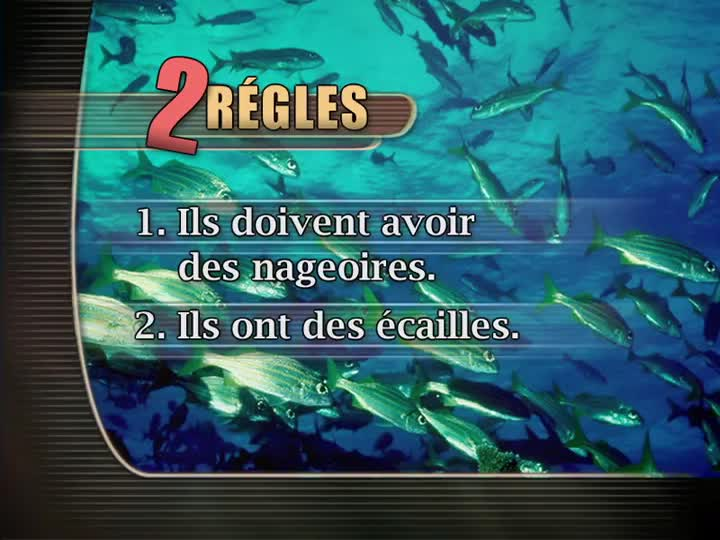 2 RÉGLES
1. Ils doivent avoir
des nageoires.
2. Ils ont des écailles.